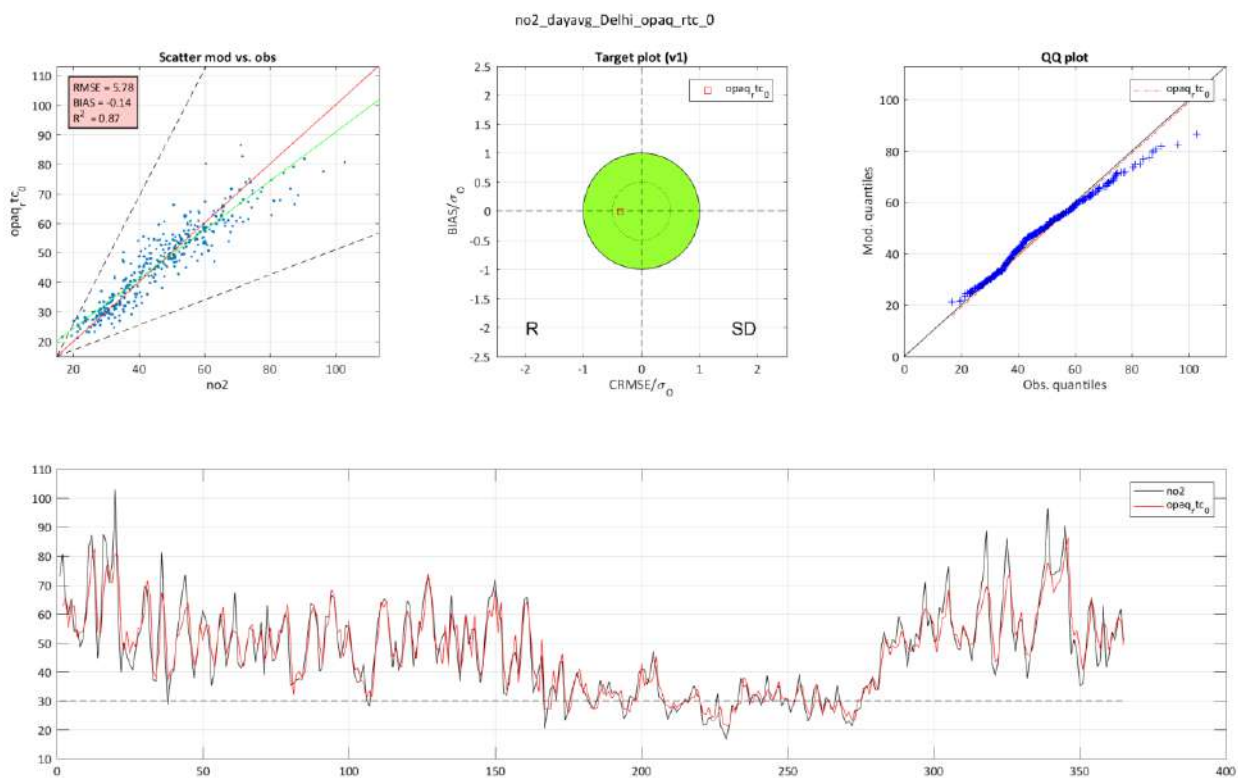 no2_dayavg_Delhi_opaq_rtc_0
Scatter mod vs. obs
RMSE = 5.78
BIAS = -0.14
R² = 0.87
110
100
90
80
70
60
50
40
30
20
opaq_rtc_0
20 40 60 80 100
no2
Target plot (v1)
opaq_rtc_0
2.5
2
1.5
1
0.5
0
-0.5
-1
-1.5
-2
-2.5
BIAS/σ_O
R SD
-2 -1 0 1 2
CRMSE/σ_O
QQ plot
opaq_rtc_0
100
80
60
40
20
0
Mod. quantiles
0 20 40 60 80 100
Obs. quantiles
110
100
90
80
70
60
50
40
30
20
10
no2
opaq_rtc_0
0 50 100 150 200 250 300 350 400